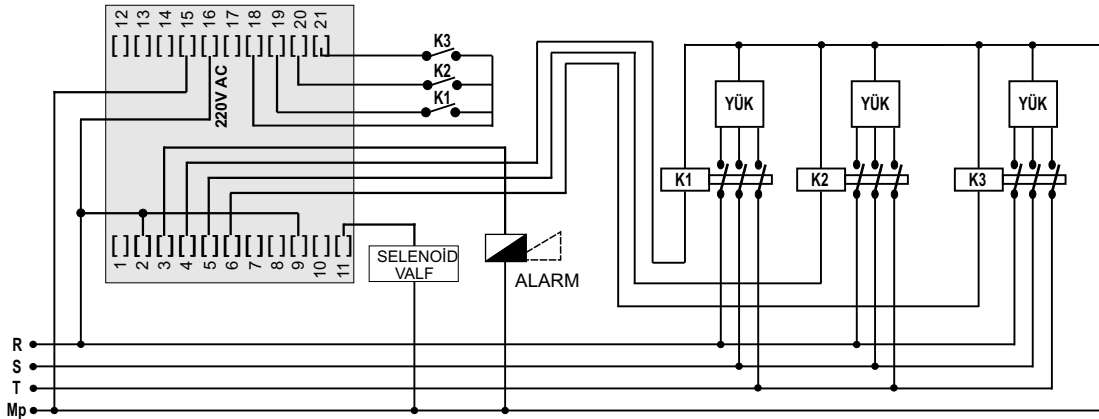 12 13 14 15 16 17 18 19 20 21
220V AC
K3
K2
K1
YÜK YÜK YÜK
K1 K2 K3
1 2 3 4 5 6 7 8 9 10 11
SELENOİD
VALF
ALARM
R
S
T
Mp